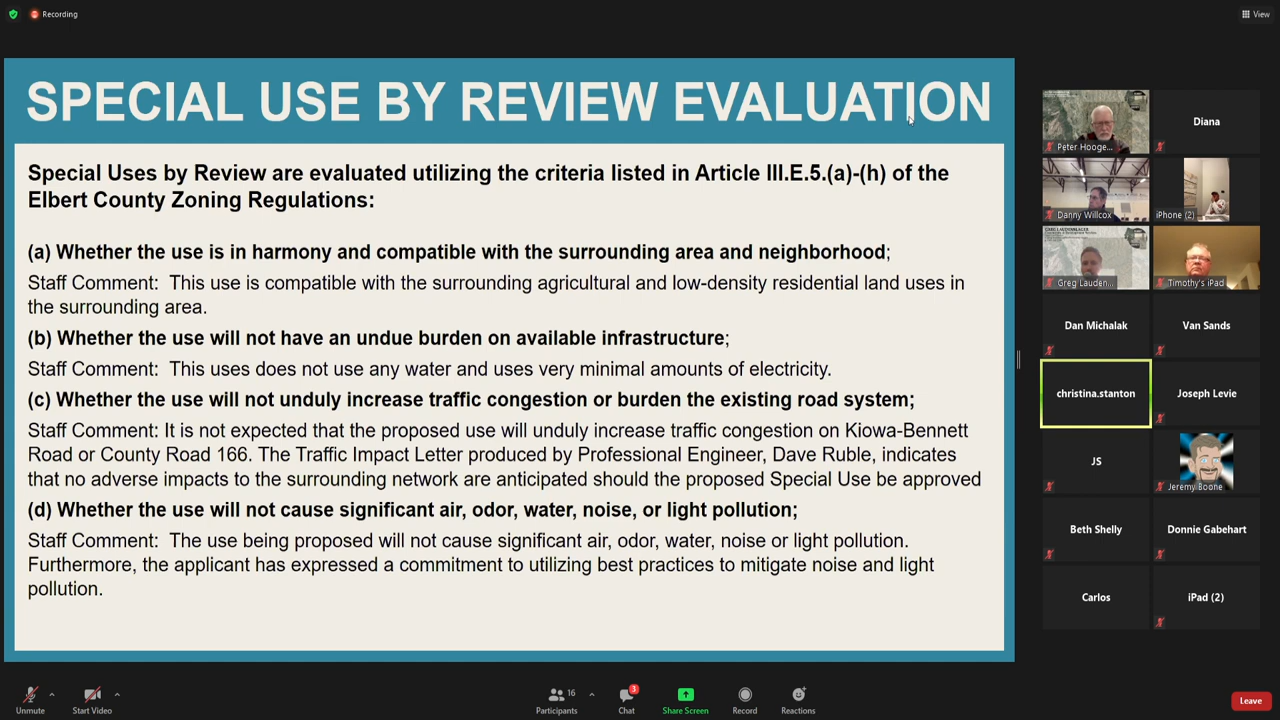 Recording
View
SPECIAL USE BY REVIEW EVALUATION
Special Uses by Review are evaluated utilizing the criteria listed in Article III.E.5.(a)-(h) of the
Elbert County Zoning Regulations:
(a) Whether the use is in harmony and compatible with the surrounding area and neighborhood;
Staff Comment: This use is compatible with the surrounding agricultural and low-density residential land uses in
the surrounding area.
(b) Whether the use will not have an undue burden on available infrastructure;
Staff Comment: This uses does not use any water and uses very minimal amounts of electricity.
(c) Whether the use will not unduly increase traffic congestion or burden the existing road system;
Staff Comment: It is not expected that the proposed use will unduly increase traffic congestion on Kiowa-Bennett
Road or County Road 166. The Traffic Impact Letter produced by Professional Engineer, Dave Ruble, indicates
that no adverse impacts to the surrounding network are anticipated should the proposed Special Use be approved
(d) Whether the use will not cause significant air, odor, water, noise, or light pollution;
Staff Comment: The use being proposed will not cause significant air, odor, water, noise or light pollution.
Furthermore, the applicant has expressed a commitment to utilizing best practices to mitigate noise and light
pollution.
Peter Hooge...
Diana
Danny Willcox
iPhone (2)
Greg Lauden...
Timothy's iPad
Dan Michalak
Van Sands
christina.stanton
Joseph Levie
JS
Jeremy Boone
Beth Shelly
Donnie Gabehart
Carlos
iPad (2)
Unmute
Start Video
16
Participants
3
Chat
Share Screen
Record
Reactions
Leave